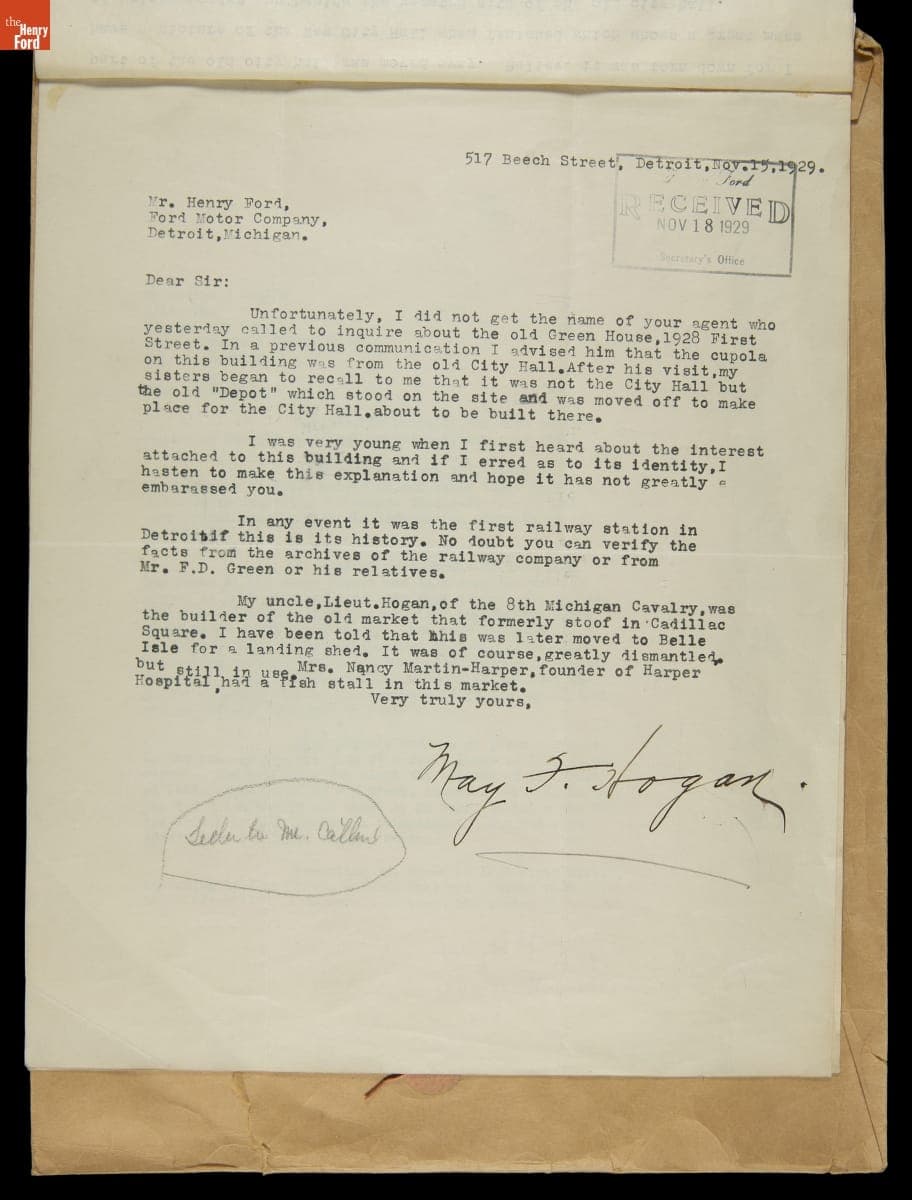 the
Henry
Ford
517 Beech Street, Detroit,Nov.15,1929.
Ford
RECEIVED
NOV 18 1929
Secretary's Office
Mr. Henry Ford,
Ford Motor Company,
Detroit,Michigan.
Dear Sir:
Unfortunately, I did not get the name of your agent who
yesterday called to inquire about the old Green House,1928 First
Street. In a previous communication I advised him that the cupola
on this building was from the old City Hall.After his visit,my
sisters began to recall to me that it was not the City Hall but
the old "Depot" which stood on the site and was moved off to make
place for the City Hall.about to be built there.
I was very young when I first heard about the interest
attached to this building and if I erred as to its identity,I
hasten to make this explanation and hope it has not greatly
embarassed you.
In any event it was the first railway station in
Detroit if this is its history. No doubt you can verify the
facts from the archives of the railway company or from
Mr. F.D. Green or his relatives.
My uncle,Lieut.Hogan,of the 8th Michigan Cavalry,was
the builder of the old market that formerly stoof in Cadillac
Square. I have been told that this was later moved to Belle
Isle for a landing shed. It was of course,greatly dismantled,
but still in use.Mrs. Nancy Martin-Harper,founder of Harper
Hospital,had a fish stall in this market.
Very truly yours,
May F. Hogan.
Mr.